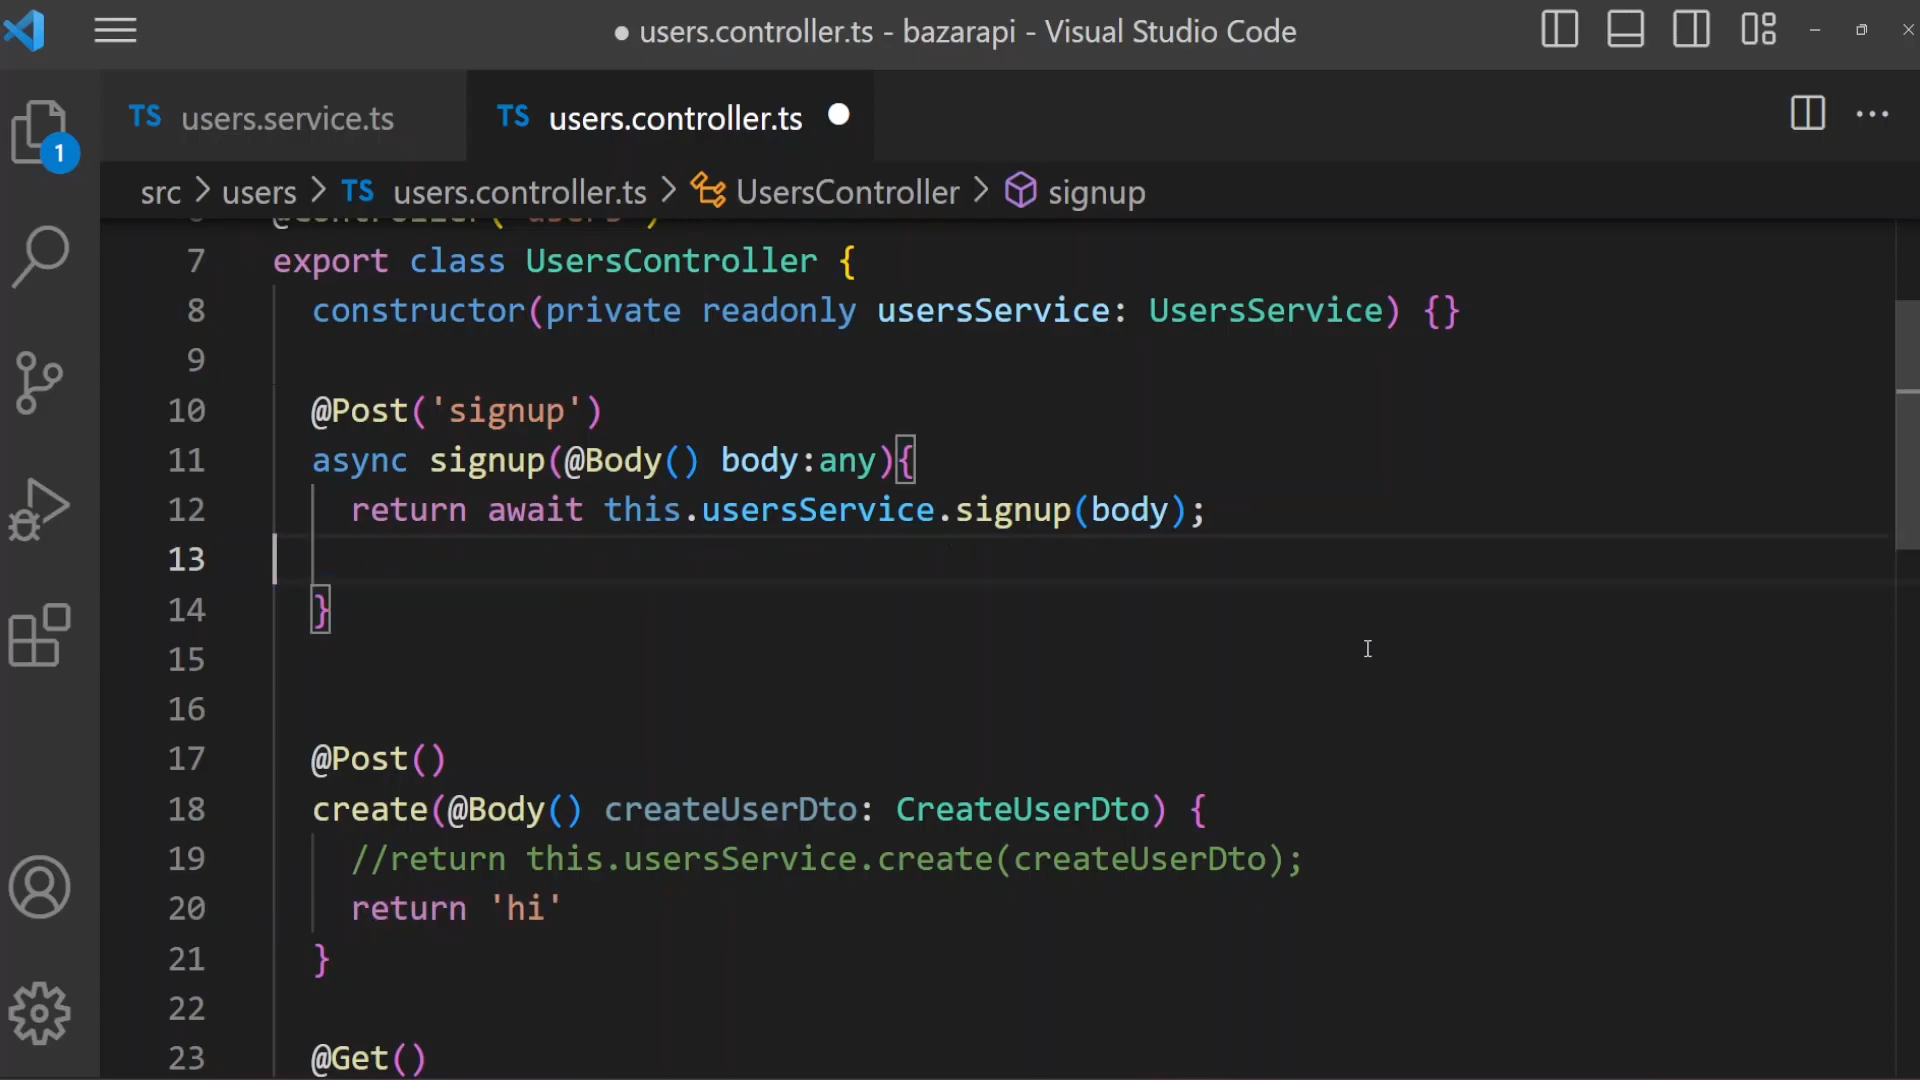 ● users.controller.ts - bazarapi - Visual Studio Code
TS users.service.ts
TS users.controller.ts ●
1
src > users > TS users.controller.ts > UsersController > signup
7 export class UsersController {
8 constructor(private readonly usersService: UsersService) {}
9
10 @Post('signup')
11 async signup(@Body() body:any){
12 return await this.usersService.signup(body);
13
14 }
15
16
17 @Post()
18 create(@Body() createUserDto: CreateUserDto) {
19 //return this.usersService.create(createUserDto);
20 return 'hi'
21 }
22
23 @Get()